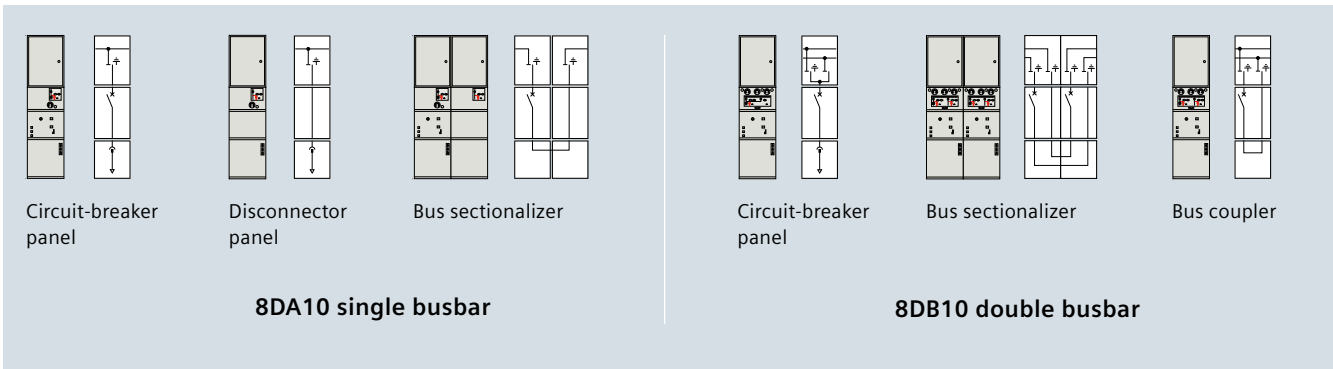 Circuit-breaker
panel
Disconnector
panel
Bus sectionalizer
8DA10 single busbar
Circuit-breaker
panel
Bus sectionalizer
Bus coupler
8DB10 double busbar